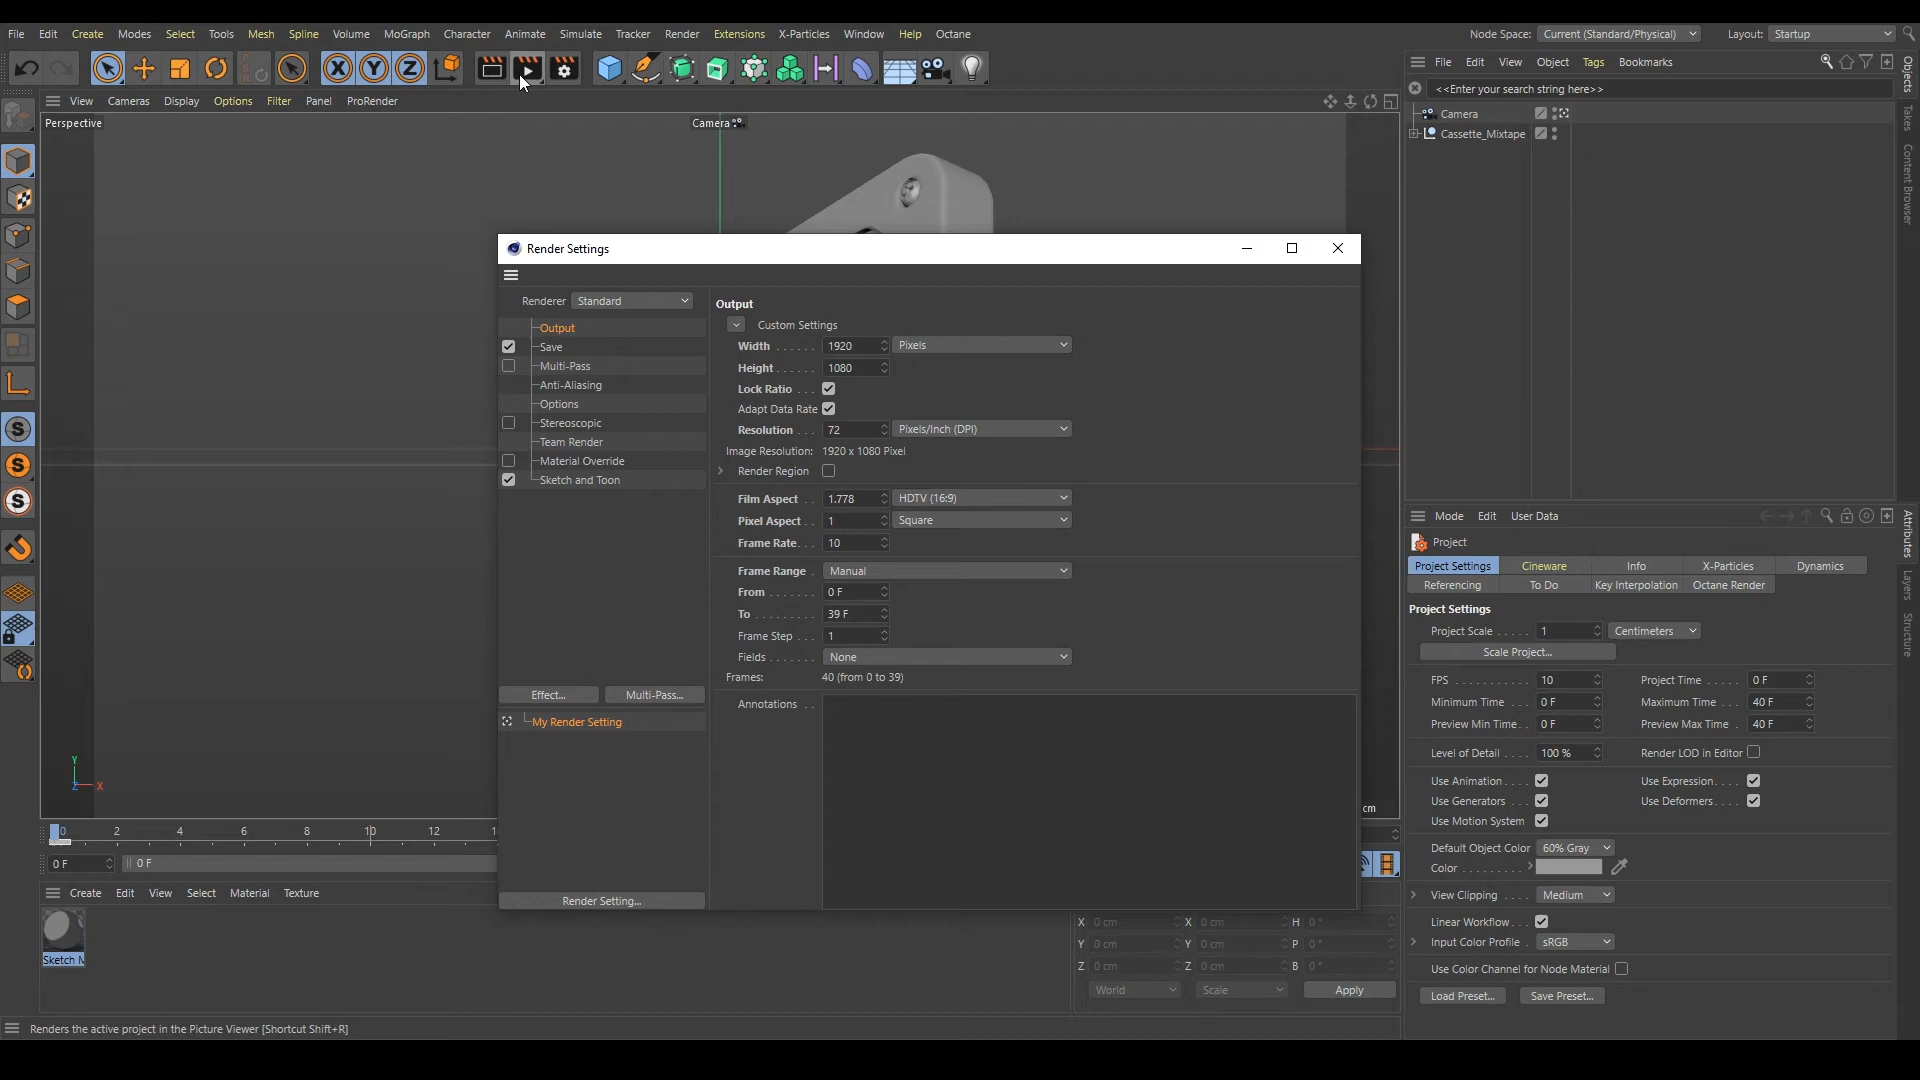 File Edit Create Modes Select Tools Mesh Spline Volume MoGraph Character Animate Simulate Tracker Render Extensions X-Particles Window Help Octane
Node Space: Current (Standard/Physical) Layout: Startup
X Y Z
File Edit View Object Tags Bookmarks
<<Enter your search string here>>
View Cameras Display Options Filter Panel ProRender
Perspective
Camera
Camera
Cassette_Mixtape
Objects
Takes
Content Browser
Render Settings
Renderer Standard
Output
Save
Multi-Pass
Anti-Aliasing
Options
Stereoscopic
Team Render
Material Override
Sketch and Toon
Effect...
Multi-Pass...
My Render Setting
Render Setting...
Output
Custom Settings
Width . . . . . . 1920 Pixels
Height . . . . . . 1080
Lock Ratio . . .
Adapt Data Rate
Resolution . . . 72 Pixels/Inch (DPI)
Image Resolution: 1920 x 1080 Pixel
Render Region
Film Aspect . . 1.778 HDTV (16:9)
Pixel Aspect . . 1 Square
Frame Rate. . . 10
Frame Range . Manual
From . . . . . . . 0 F
To . . . . . . . . . 39 F
Frame Step . . . 1
Fields . . . . . . . None
Frames: 40 (from 0 to 39)
Annotations . .
Mode Edit User Data
Project
Project Settings Cineware Info X-Particles Dynamics
Referencing To Do Key Interpolation Octane Render
Project Settings
Project Scale . . . . . 1 Centimeters
Scale Project...
FPS . . . . . . . . . . . 10 Project Time . . . . . 0 F
Minimum Time . . 0 F Maximum Time . 40 F
Preview Min Time. . 0 F Preview Max Time . 40 F
Level of Detail . . . . 100 % Render LOD in Editor
Use Animation. . . . Use Expression. . . .
Use Generators . . . Use Deformers. . . .
Use Motion System
Default Object Color 60% Gray
Color . . . . . . . . .
View Clipping . . . . Medium
Linear Workflow. . .
Input Color Profile . sRGB
Use Color Channel for Node Material
Load Preset... Save Preset...
Attributes
Layers
Structure
Y
Z X
cm
0 2 4 6 8 10 12 1
0 F 0 F
Create Edit View Select Material Texture
Sketch M
X 0 cm X 0 cm H 0 °
Y 0 cm Y 0 cm P 0 °
Z 0 cm Z 0 cm B 0 °
World Scale Apply
Renders the active project in the Picture Viewer [Shortcut Shift+R]